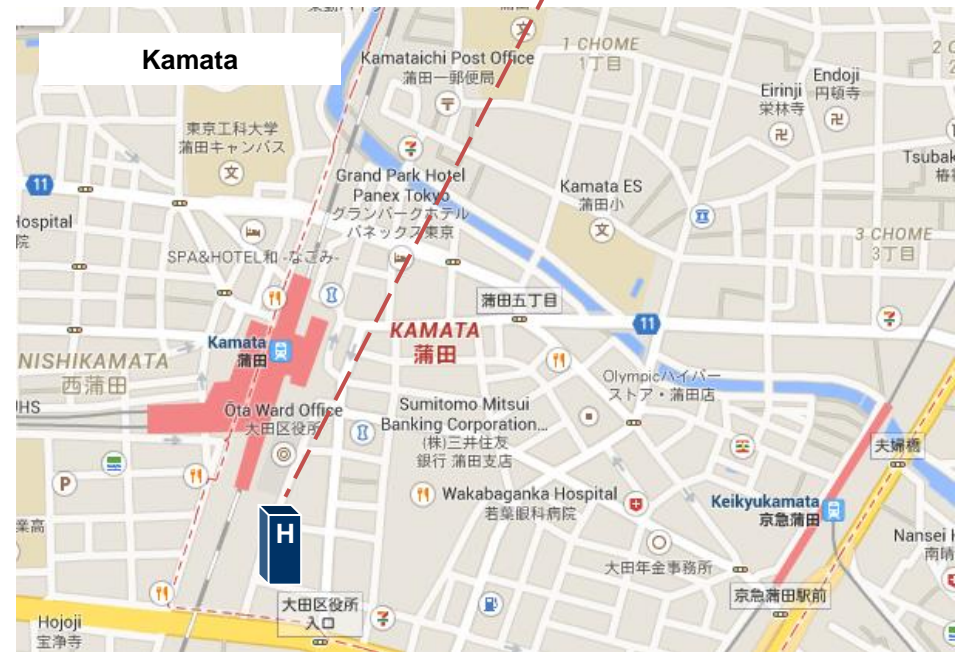 Kamata
Kamataichi Post Office
蒲田一郵便局
1 CHOME
1丁目
Endoji
円頓寺
Eirinji
栄林寺
東京工科大学
蒲田キャンパス
文
文
11
Grand Park Hotel
Panex Tokyo
グランパークホテル
パネックス東京
Kamata ES
蒲田小
文
Tsubak
Hospital
院
3 CHOME
3丁目
SPA&HOTEL和 -なごみ-
蒲田五丁目
11
KAMATA
蒲田
Kamata
蒲田
NISHIKAMATA
西蒲田
Olympicハイパー
ストア・蒲田店
JHS
Ōta Ward Office
大田区役所
Sumitomo Mitsui
Banking Corporation...
(株)三井住友
銀行 蒲田支店
夫婦橋
P
Wakabaganka Hospital
若葉眼科病院
Keikyukamata
京急蒲田
業高
H
Nansei H
南晴
大田年金事務所
大田区役所
入口
京急蒲田駅前
Hojoji
宝浄寺